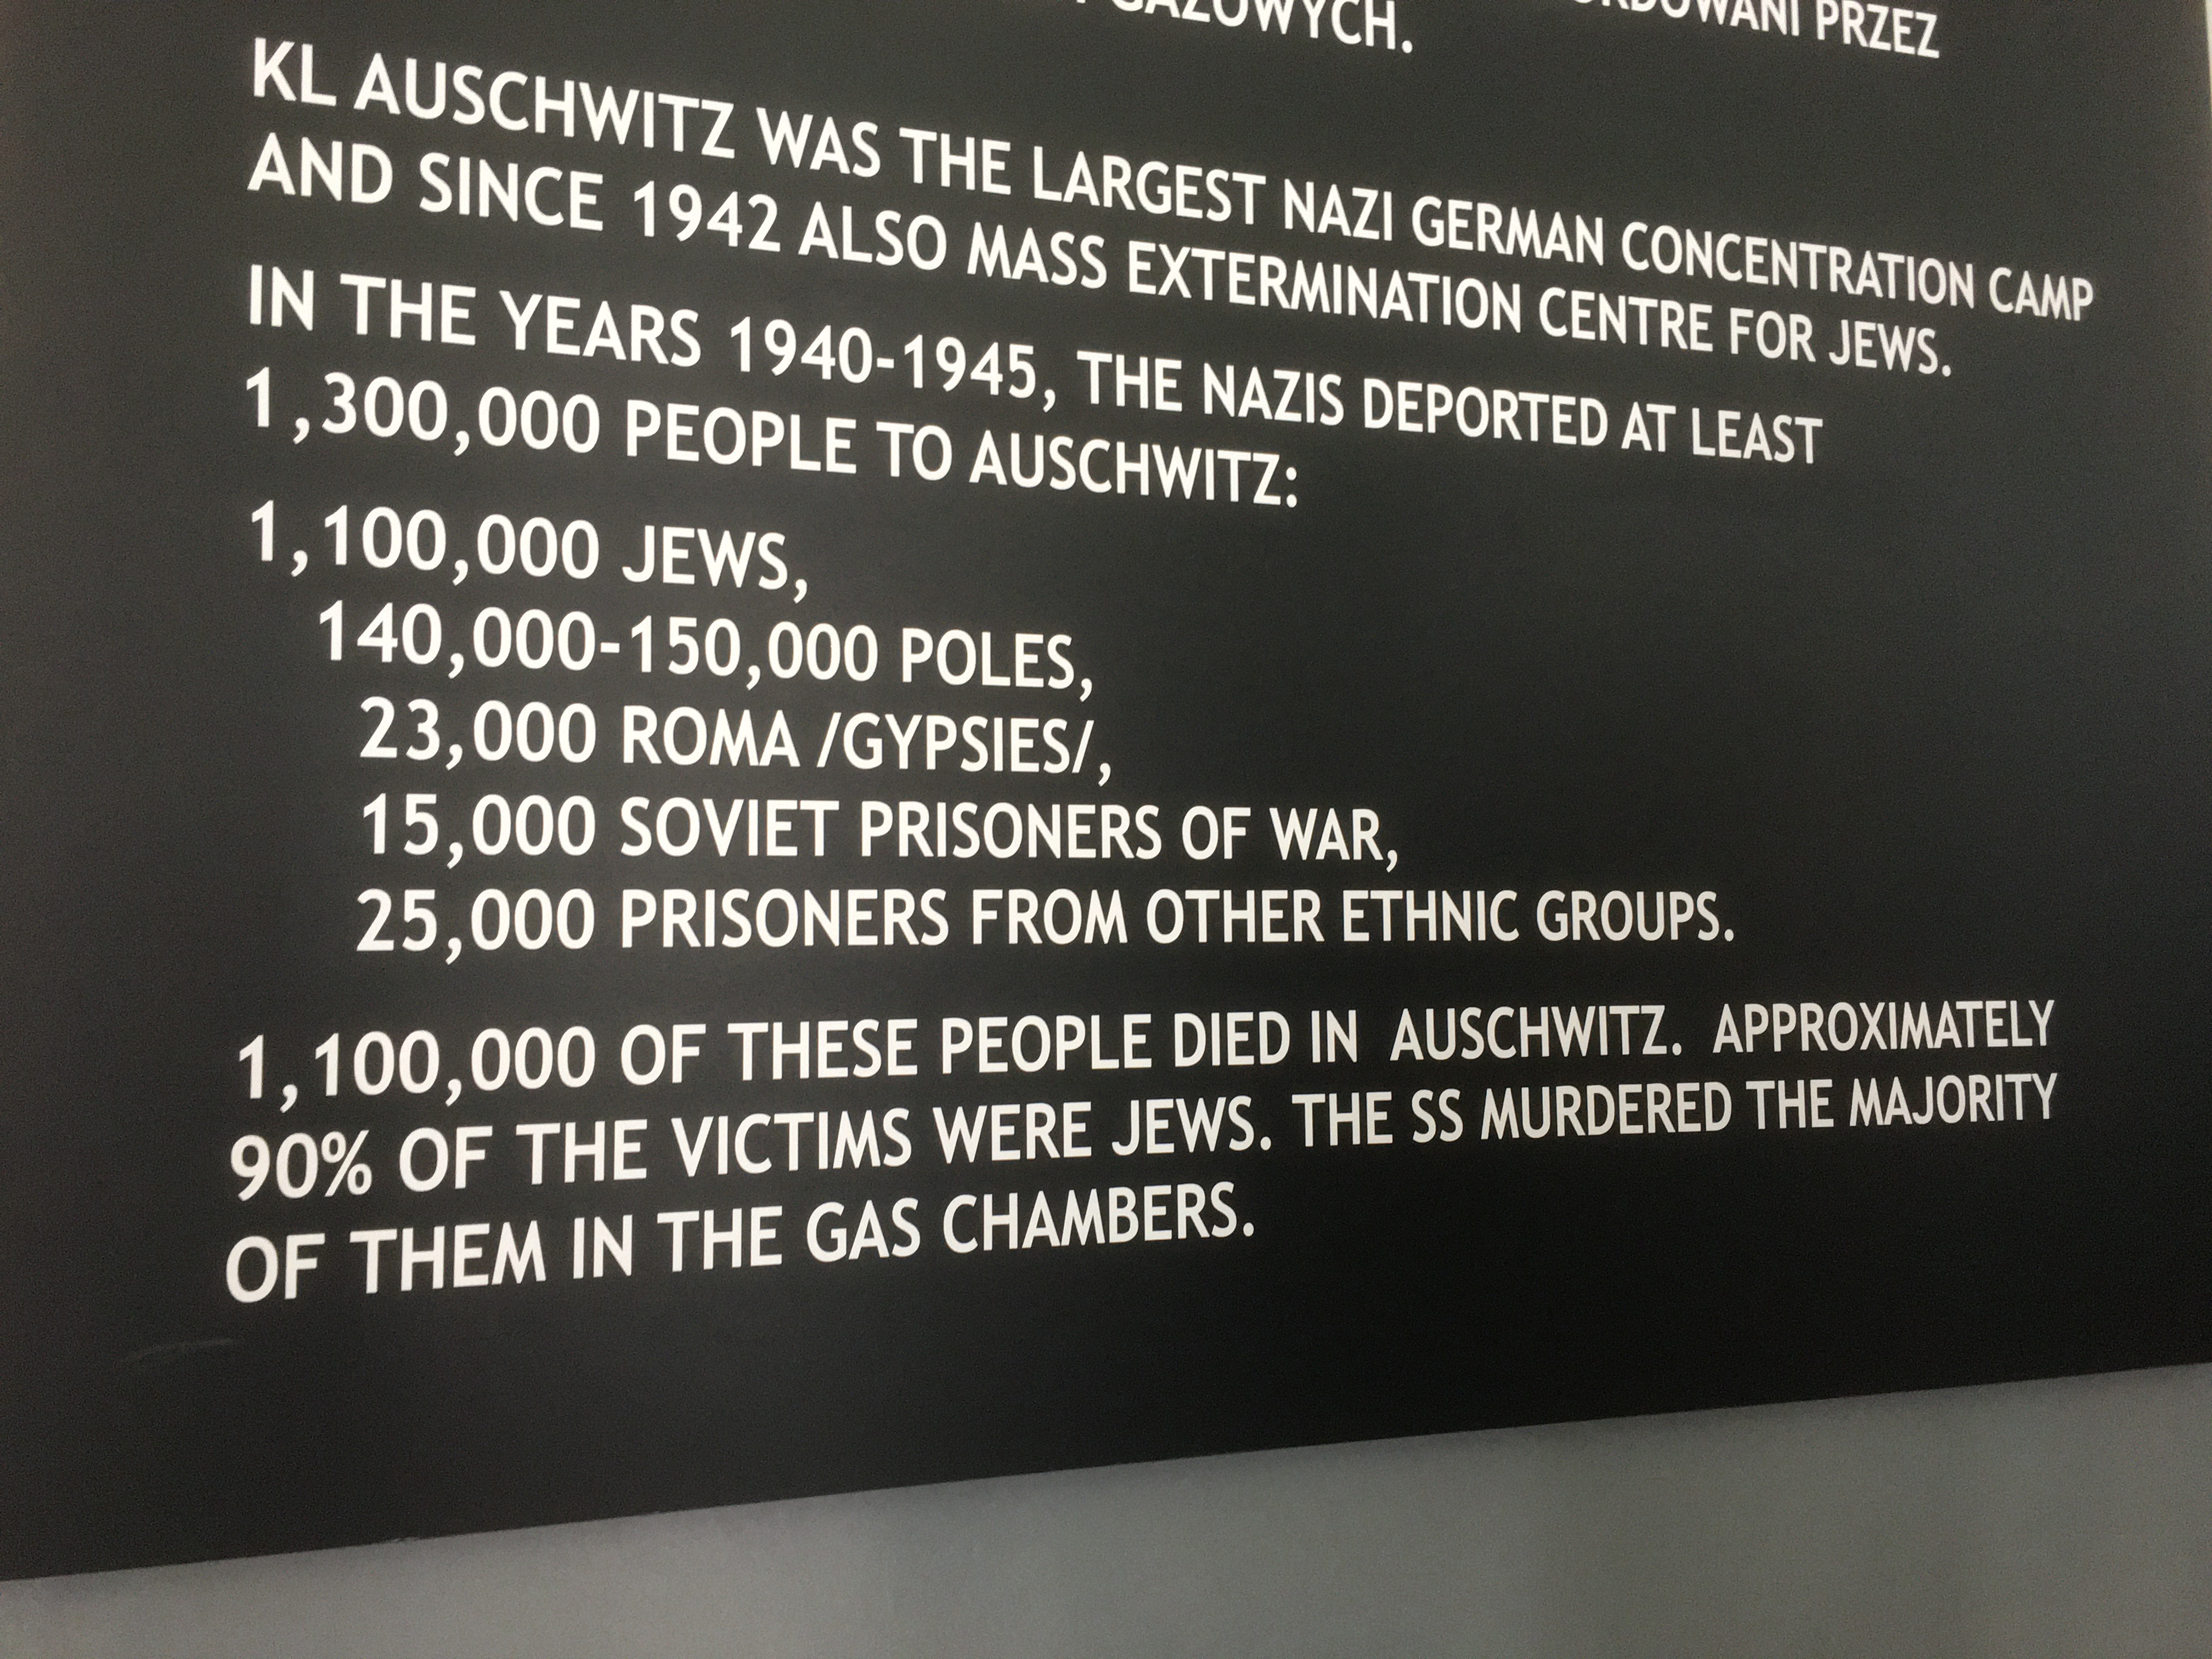 GAZOWYCH.
PRZEZ
KL AUSCHWITZ WAS THE LARGEST NAZI GERMAN CONCENTRATION CAMP
AND SINCE 1942 ALSO MASS EXTERMINATION CENTRE FOR JEWS.
IN THE YEARS 1940-1945, THE NAZIS DEPORTED AT LEAST
1,300,000 PEOPLE TO AUSCHWITZ:
1,100,000 JEWS,
140,000-150,000 POLES,
23,000 ROMA /GYPSIES/,
15,000 SOVIET PRISONERS OF WAR,
25,000 PRISONERS FROM OTHER ETHNIC GROUPS.
1,100,000 OF THESE PEOPLE DIED IN AUSCHWITZ. APPROXIMATELY
90% OF THE VICTIMS WERE JEWS. THE SS MURDERED THE MAJORITY
OF THEM IN THE GAS CHAMBERS.